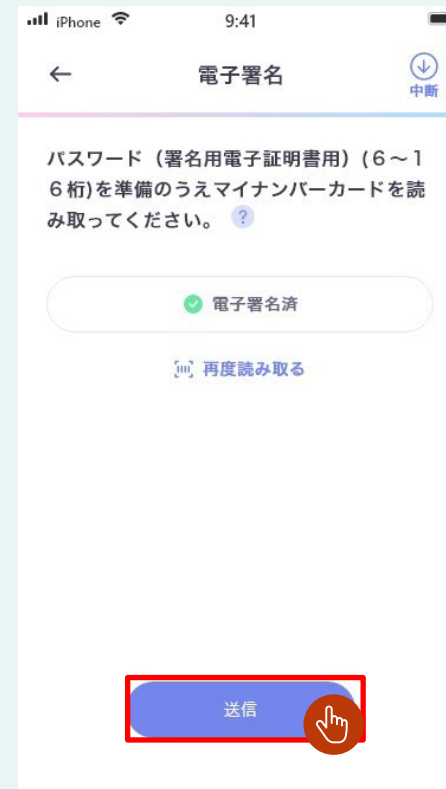 iPhone 9:41
電子署名
中断
パスワード（署名用電子証明書用）(６～１
６桁)を準備のうえマイナンバーカードを読
み取ってください。 ?
電子署名済
再度読み取る
送信